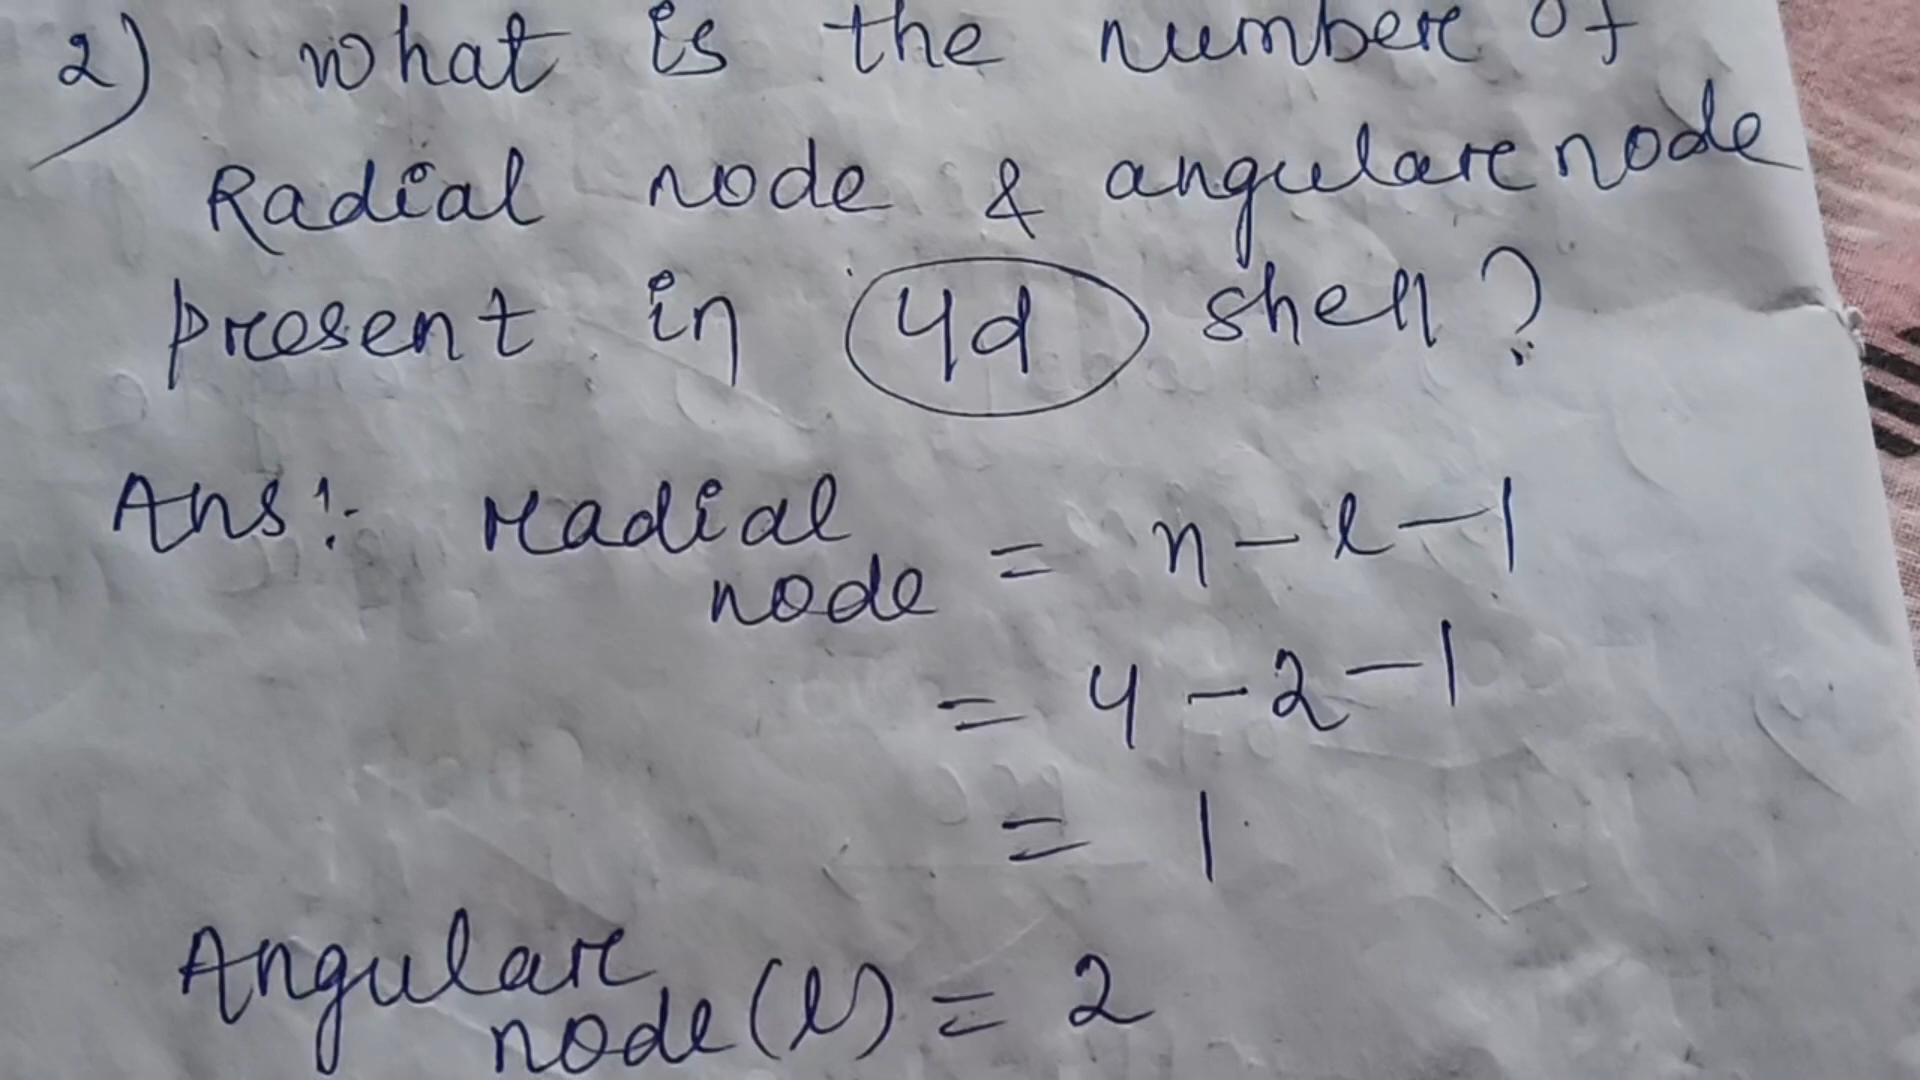 2) What is the number of
Radial node & angular node
present in 4d shell?
Ans:- radial node = n - l - 1
= 4 - 2 - 1
= 1
Angular node (l) = 2